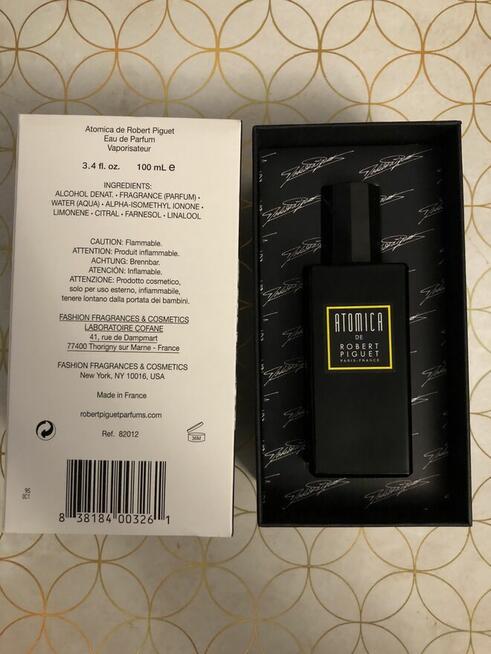 Atomica de Robert Piguet
Eau de Parfum
Vaporisateur
3.4 fl. oz. 100 mL ℮
INGREDIENTS:
ALCOHOL DENAT. • FRAGRANCE (PARFUM) •
WATER (AQUA) • ALPHA-ISOMETHYL IONONE •
LIMONENE • CITRAL • FARNESOL • LINALOOL
CAUTION: Flammable.
ATTENTION: Produit inflammable.
ACHTUNG: Brennbar.
ATENCIÓN: Inflamable.
ATTENZIONE: Prodotto cosmetico,
solo per uso esterno, infiammabile,
tenere lontano dalla portata dei bambini.
FASHION FRAGRANCES & COSMETICS
LABORATOIRE COFANE
41, rue de Dampmart
77400 Thorigny sur Marne - France
FASHION FRAGRANCES & COSMETICS
New York, NY 10016, USA
Made in France
robertpiguetparfums.com
Ref. 82012
36M
8 38184 00326 1
ATOMICA
DE
ROBERT
PIGUET
PARIS-FRANCE